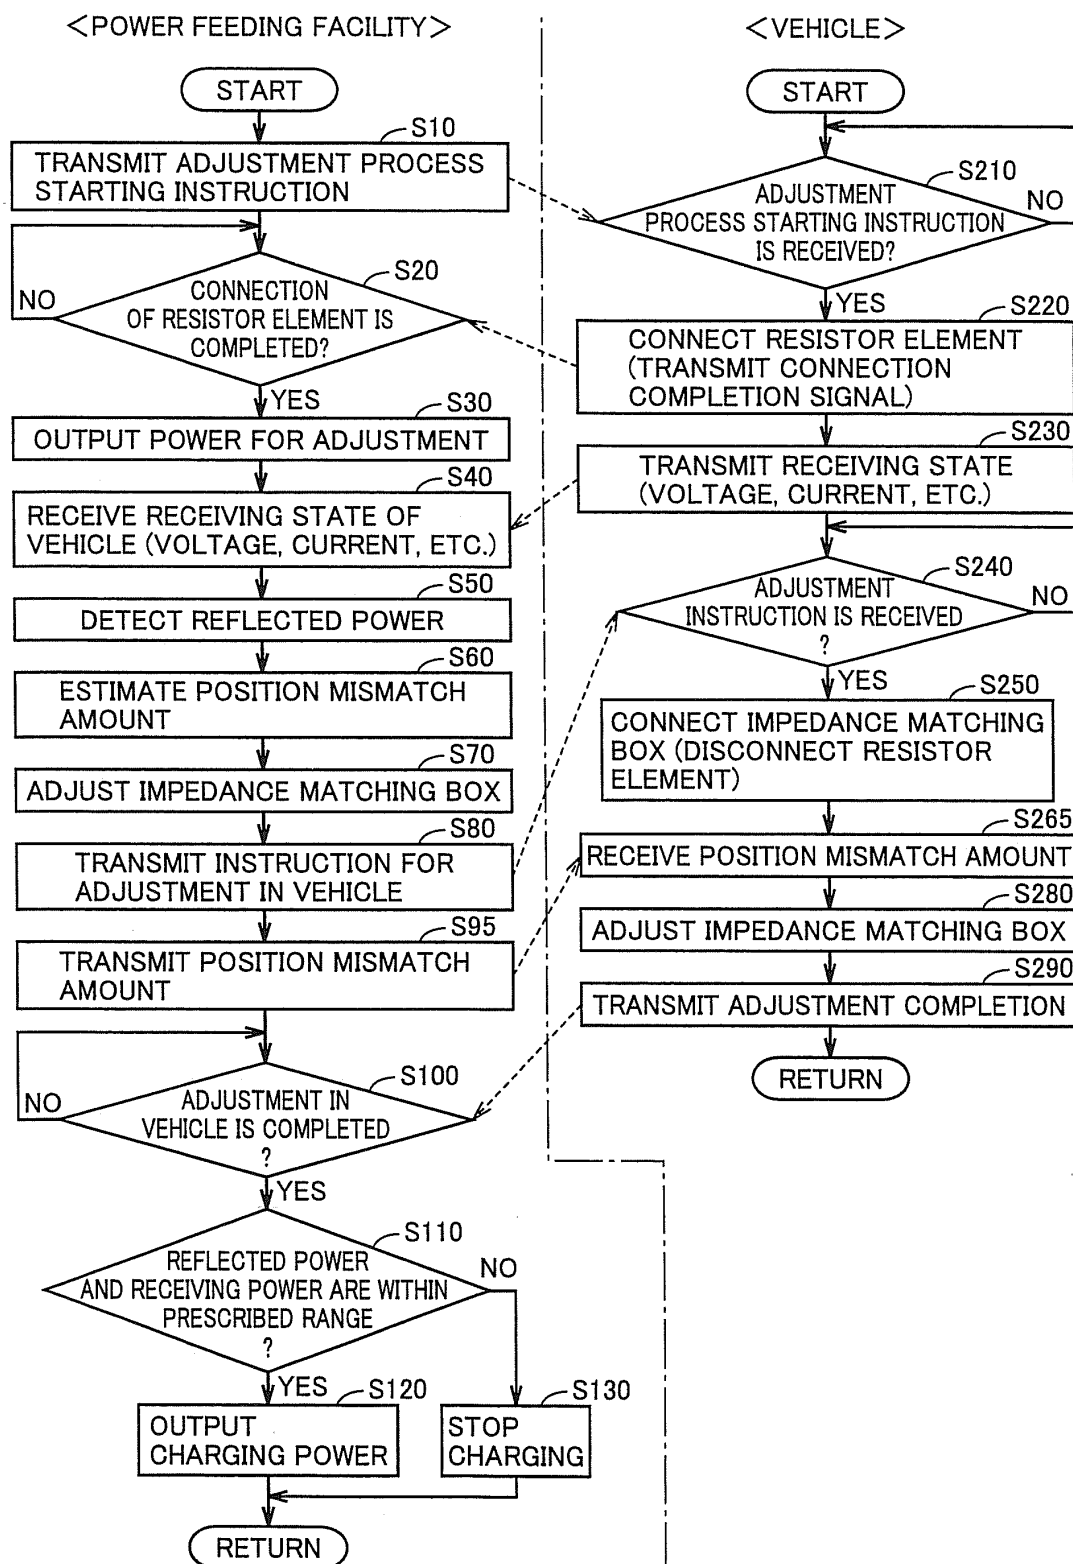 <POWER FEEDING FACILITY>
START
S10
TRANSMIT ADJUSTMENT PROCESS
STARTING INSTRUCTION
S20
NO
CONNECTION
OF RESISTOR ELEMENT IS
COMPLETED?
YES
S30
OUTPUT POWER FOR ADJUSTMENT
S40
RECEIVE RECEIVING STATE OF
VEHICLE (VOLTAGE, CURRENT, ETC.)
S50
DETECT REFLECTED POWER
S60
ESTIMATE POSITION MISMATCH
AMOUNT
S70
ADJUST IMPEDANCE MATCHING BOX
S80
TRANSMIT INSTRUCTION FOR
ADJUSTMENT IN VEHICLE
S95
TRANSMIT POSITION MISMATCH
AMOUNT
S100
NO
ADJUSTMENT IN
VEHICLE IS COMPLETED
?
YES
S110
REFLECTED POWER
AND RECEIVING POWER ARE WITHIN
PRESCRIBED RANGE
?
NO
YES
S120
OUTPUT
CHARGING POWER
S130
STOP
CHARGING
RETURN
<VEHICLE>
START
S210
ADJUSTMENT
PROCESS STARTING INSTRUCTION
IS RECEIVED?
NO
YES
S220
CONNECT RESISTOR ELEMENT
(TRANSMIT CONNECTION
COMPLETION SIGNAL)
S230
TRANSMIT RECEIVING STATE
(VOLTAGE, CURRENT, ETC.)
S240
ADJUSTMENT
INSTRUCTION IS RECEIVED
?
NO
YES
S250
CONNECT IMPEDANCE MATCHING
BOX (DISCONNECT RESISTOR
ELEMENT)
S265
RECEIVE POSITION MISMATCH AMOUNT
S280
ADJUST IMPEDANCE MATCHING BOX
S290
TRANSMIT ADJUSTMENT COMPLETION
RETURN